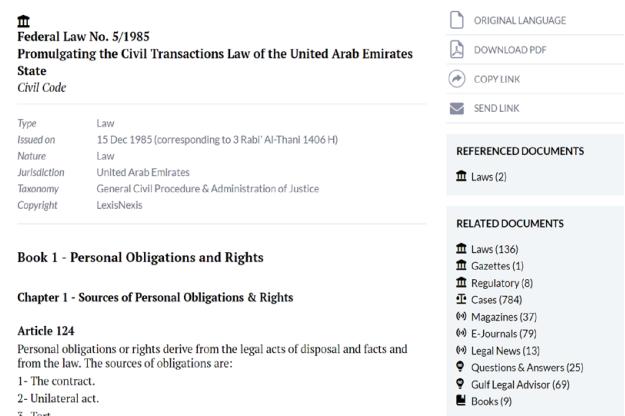 Federal Law No. 5/1985
Promulgating the Civil Transactions Law of the United Arab Emirates
State
Civil Code
Type Law
Issued on 15 Dec 1985 (corresponding to 3 Rabi' Al-Thani 1406 H)
Nature Law
Jurisdiction United Arab Emirates
Taxonomy General Civil Procedure & Administration of Justice
Copyright LexisNexis
Book 1 - Personal Obligations and Rights
Chapter 1 - Sources of Personal Obligations & Rights
Article 124
Personal obligations or rights derive from the legal acts of disposal and facts and
from the law. The sources of obligations are:
1- The contract.
2- Unilateral act.
3- Tort.
ORIGINAL LANGUAGE
DOWNLOAD PDF
COPY LINK
SEND LINK
REFERENCED DOCUMENTS
Laws (2)
RELATED DOCUMENTS
Laws (136)
Gazettes (1)
Regulatory (8)
Cases (784)
Magazines (37)
E-Journals (79)
Legal News (13)
Questions & Answers (25)
Gulf Legal Advisor (69)
Books (9)